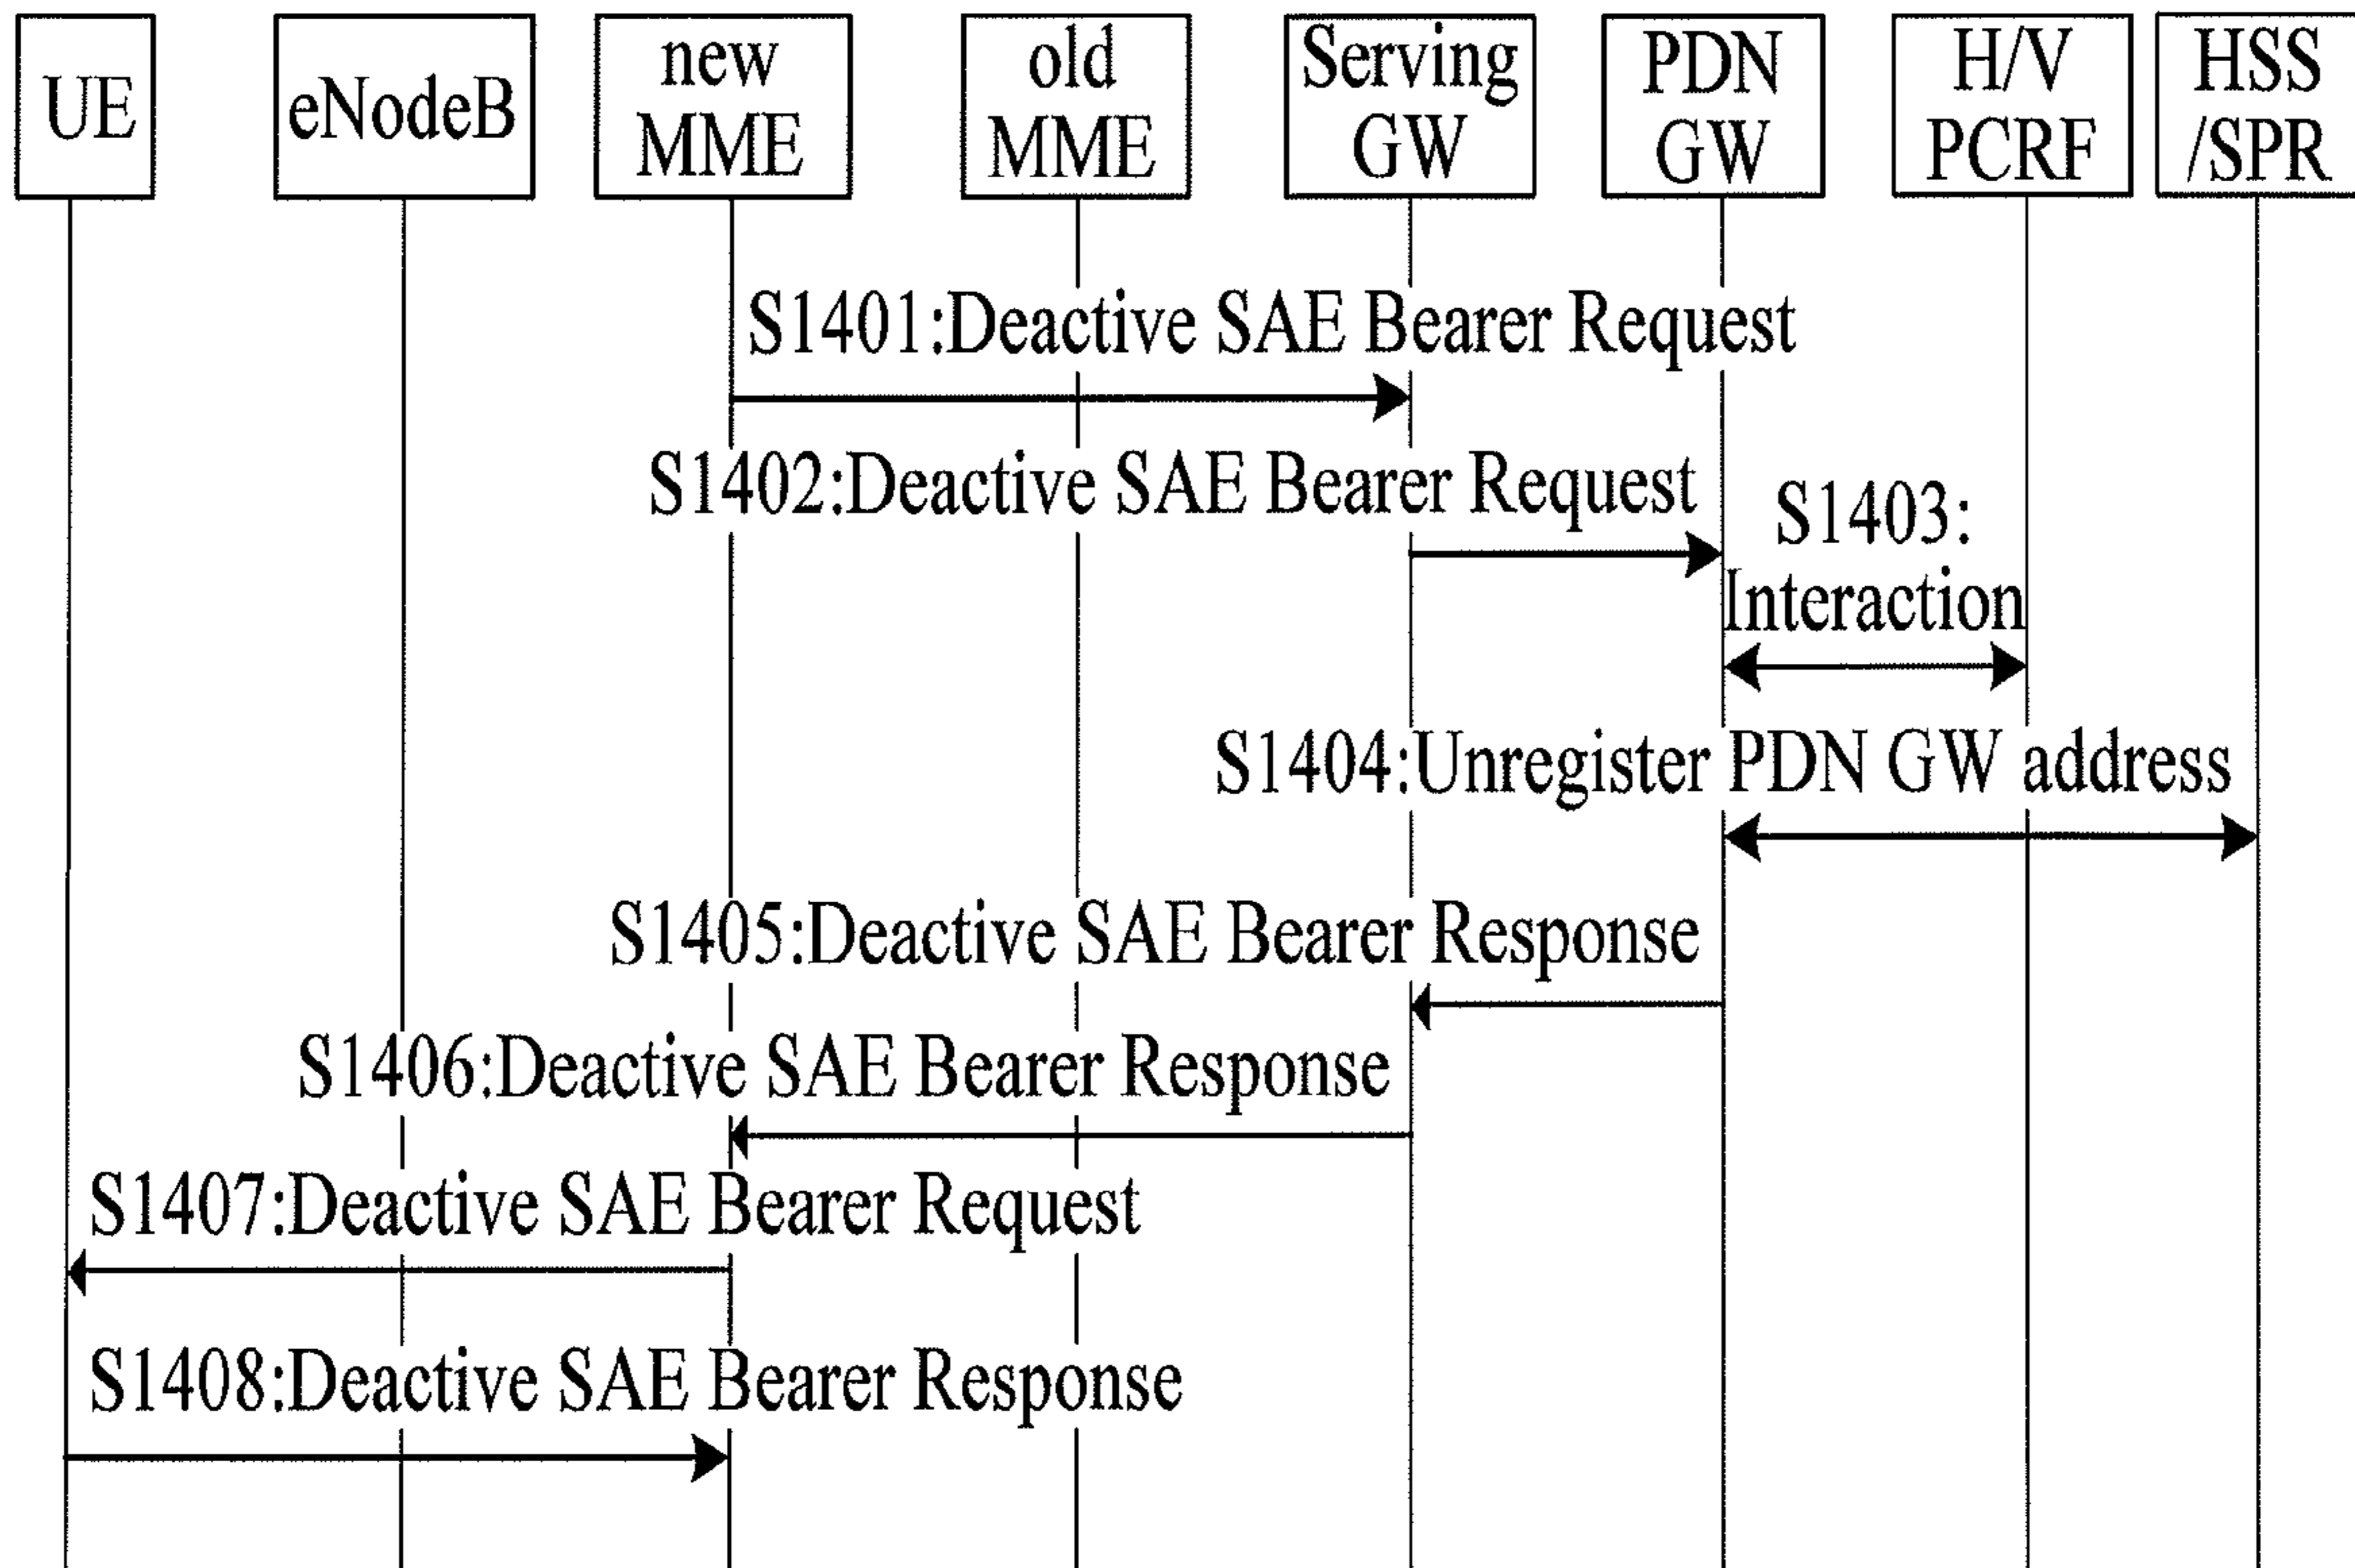 UE
eNodeB
new
MME
old
MME
Serving
GW
PDN
GW
H/V
PCRF
HSS
/SPR
S1401:Deactive SAE Bearer Request
S1402:Deactive SAE Bearer Request
S1403:
Interaction
S1404:Unregister PDN GW address
S1405:Deactive SAE Bearer Response
S1406:Deactive SAE Bearer Response
S1407:Deactive SAE Bearer Request
S1408:Deactive SAE Bearer Response